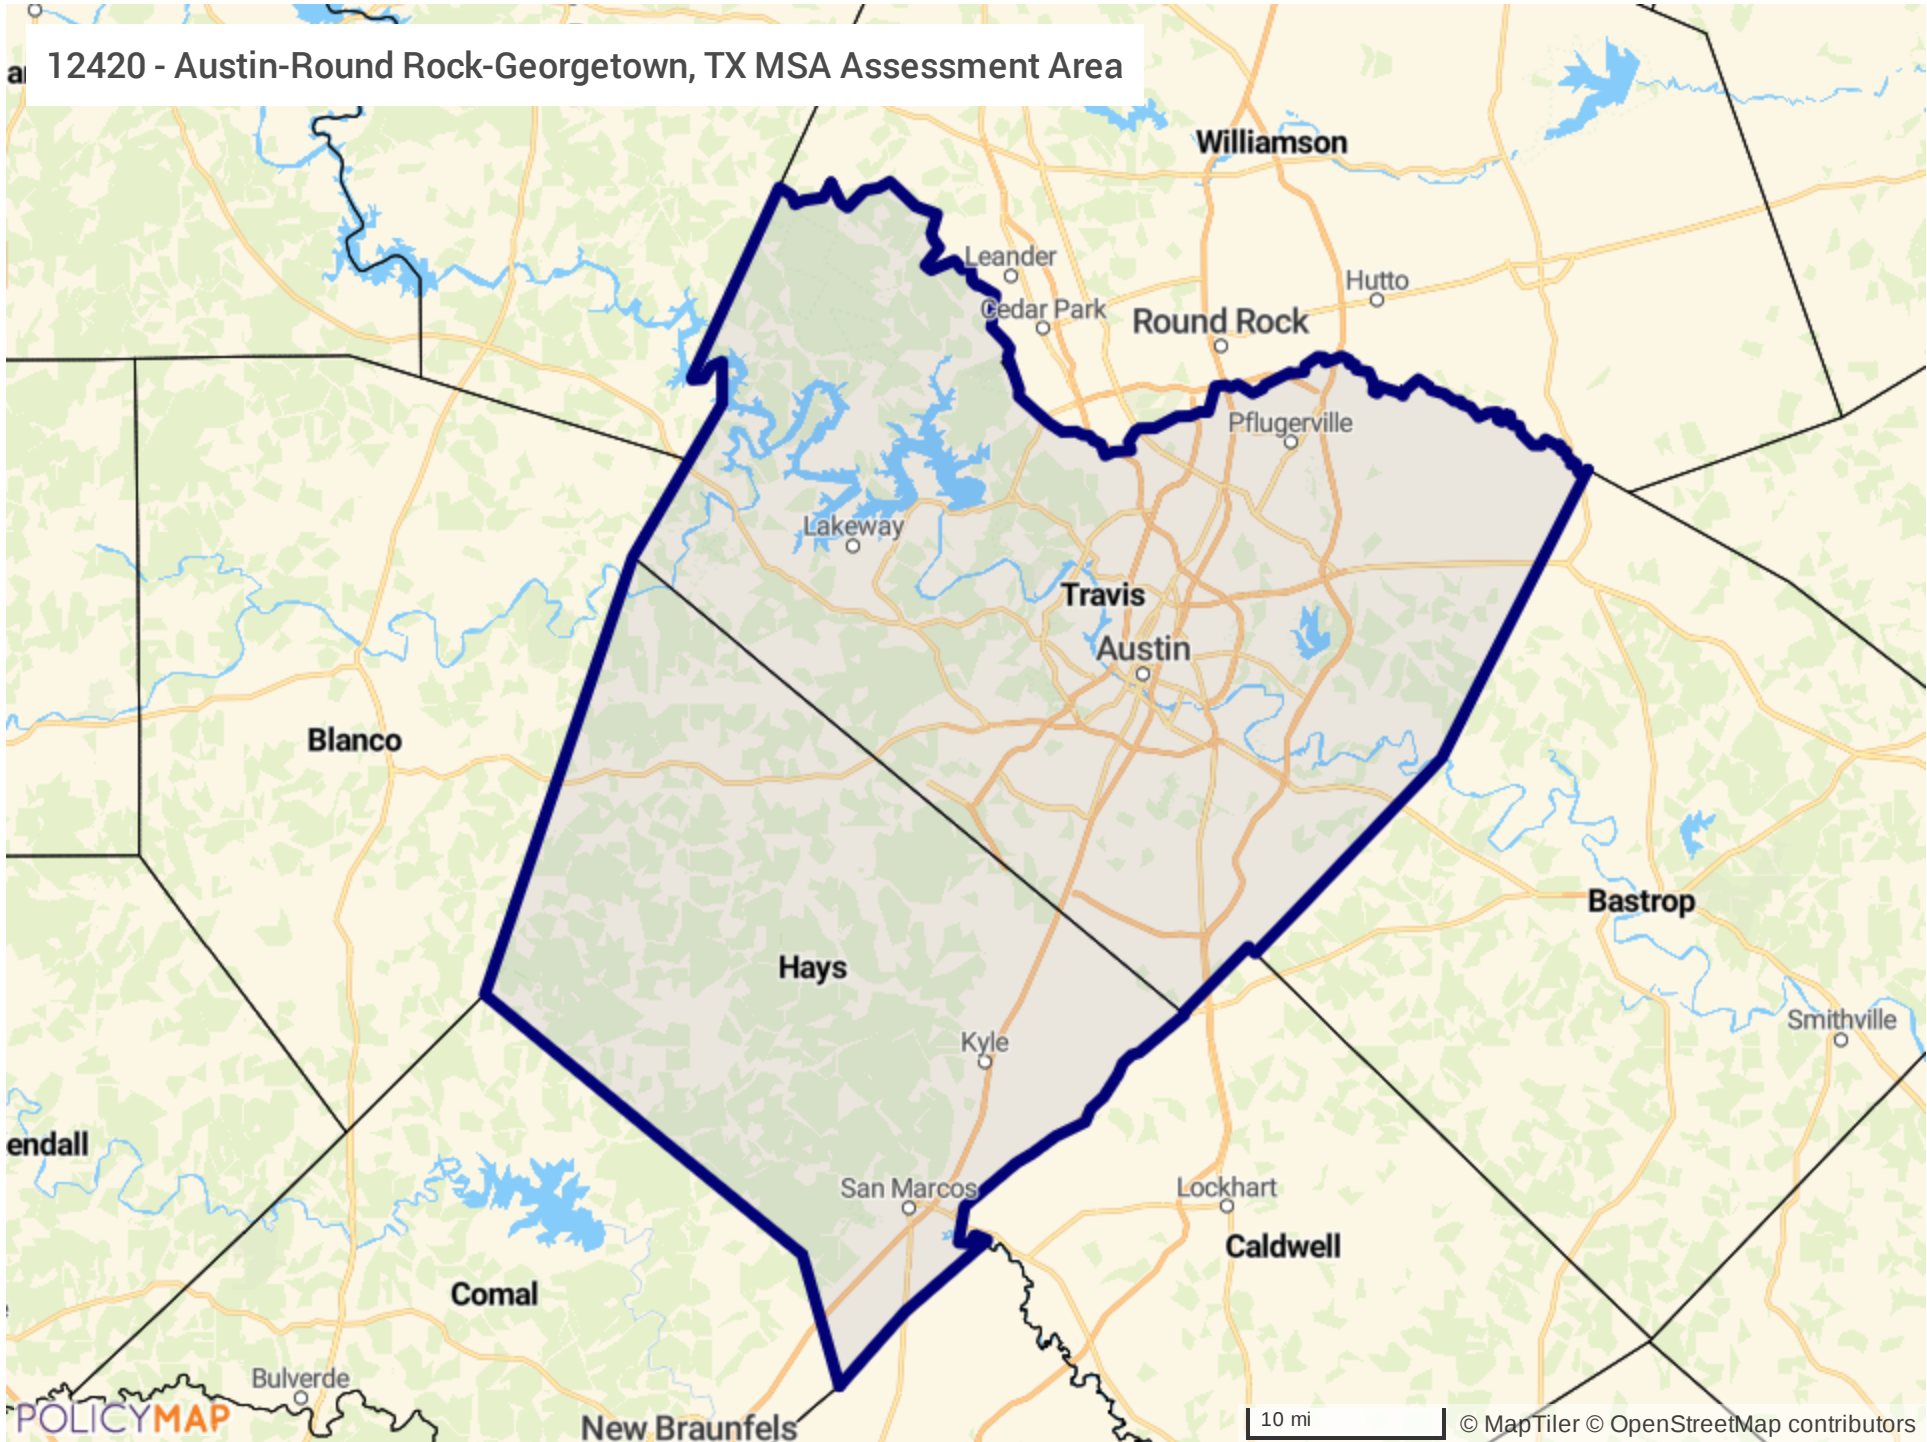 12420 - Austin-Round Rock-Georgetown, TX MSA Assessment Area
Williamson
Leander
Hutto
Cedar Park
Round Rock
Pflugerville
Lakeway
Travis
Austin
Blanco
Bastrop
Hays
Smithville
Kyle
endall
San Marcos
Lockhart
Caldwell
Comal
Bulverde
POLICYMAP
New Braunfels
10 mi
© MapTiler © OpenStreetMap contributors